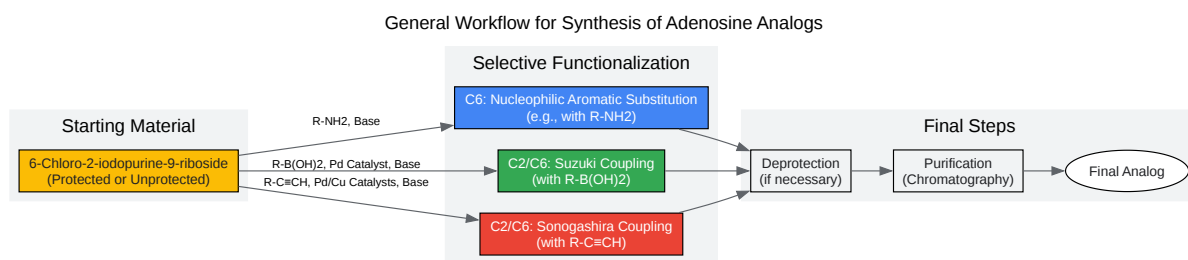 General Workflow for Synthesis of Adenosine Analogs
Starting Material
6-Chloro-2-iodopurine-9-riboside
(Protected or Unprotected)
R-NH2, Base
R-B(OH)2, Pd Catalyst, Base
R-C≡CH, Pd/Cu Catalysts, Base
Selective Functionalization
C6: Nucleophilic Aromatic Substitution
(e.g., with R-NH2)
C2/C6: Suzuki Coupling
(with R-B(OH)2)
C2/C6: Sonogashira Coupling
(with R-C≡CH)
Final Steps
Deprotection
(if necessary)
Purification
(Chromatography)
Final Analog